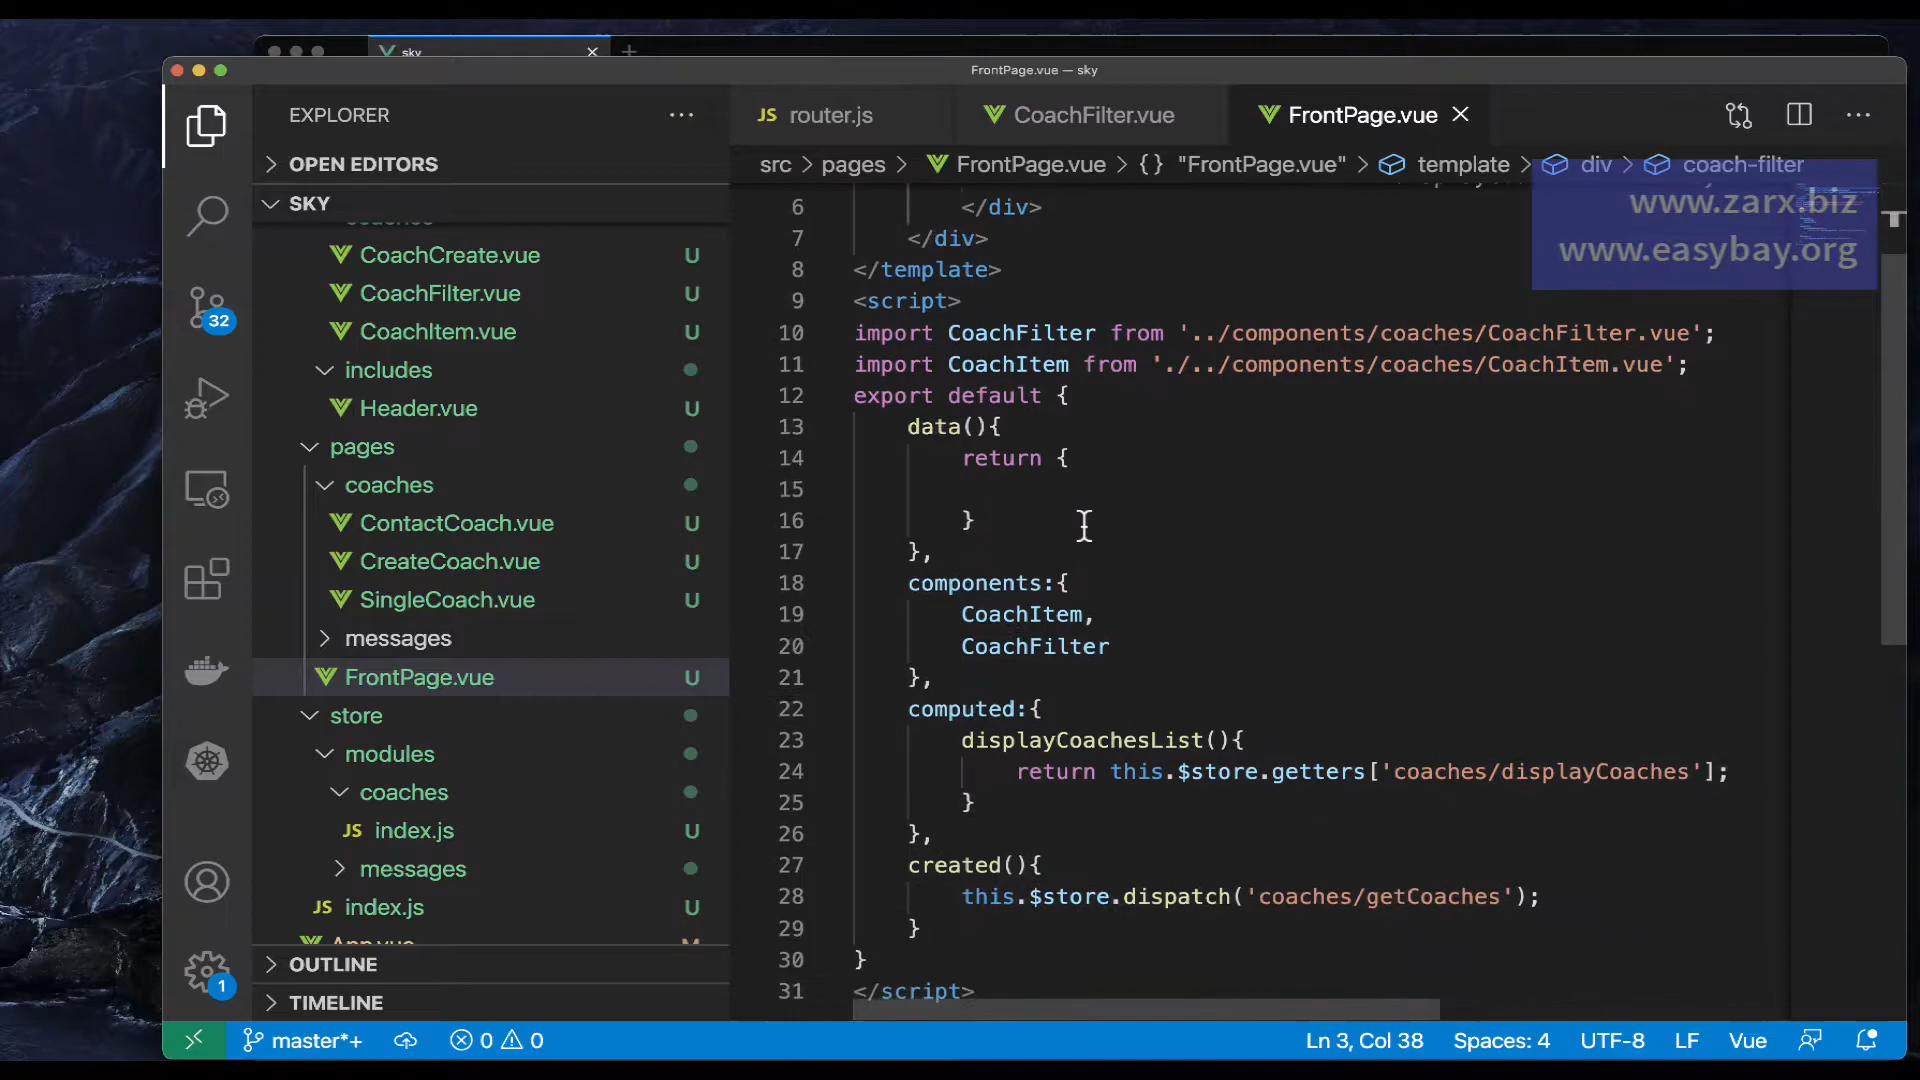 sky
FrontPage.vue — sky
EXPLORER
router.js
CoachFilter.vue
FrontPage.vue
OPEN EDITORS
src > pages > FrontPage.vue > {} "FrontPage.vue" > template > div > coach-filter
SKY
www.zarx.biz
www.easybay.org
CoachCreate.vue U
CoachFilter.vue U
CoachItem.vue U
includes
Header.vue U
pages
coaches
ContactCoach.vue U
CreateCoach.vue U
SingleCoach.vue U
messages
FrontPage.vue U
store
modules
coaches
JS index.js U
messages
JS index.js U
App.vue M
OUTLINE
TIMELINE
32
1
6 </div>
7 </div>
8 </template>
9 <script>
10 import CoachFilter from '../components/coaches/CoachFilter.vue';
11 import CoachItem from './../components/coaches/CoachItem.vue';
12 export default {
13 data(){
14 return {
15
16 }
17 },
18 components:{
19 CoachItem,
20 CoachFilter
21 },
22 computed:{
23 displayCoachesList(){
24 return this.$store.getters['coaches/displayCoaches'];
25 }
26 },
27 created(){
28 this.$store.dispatch('coaches/getCoaches');
29 }
30 }
31 </script>
master*+ 0 0 Ln 3, Col 38 Spaces: 4 UTF-8 LF Vue